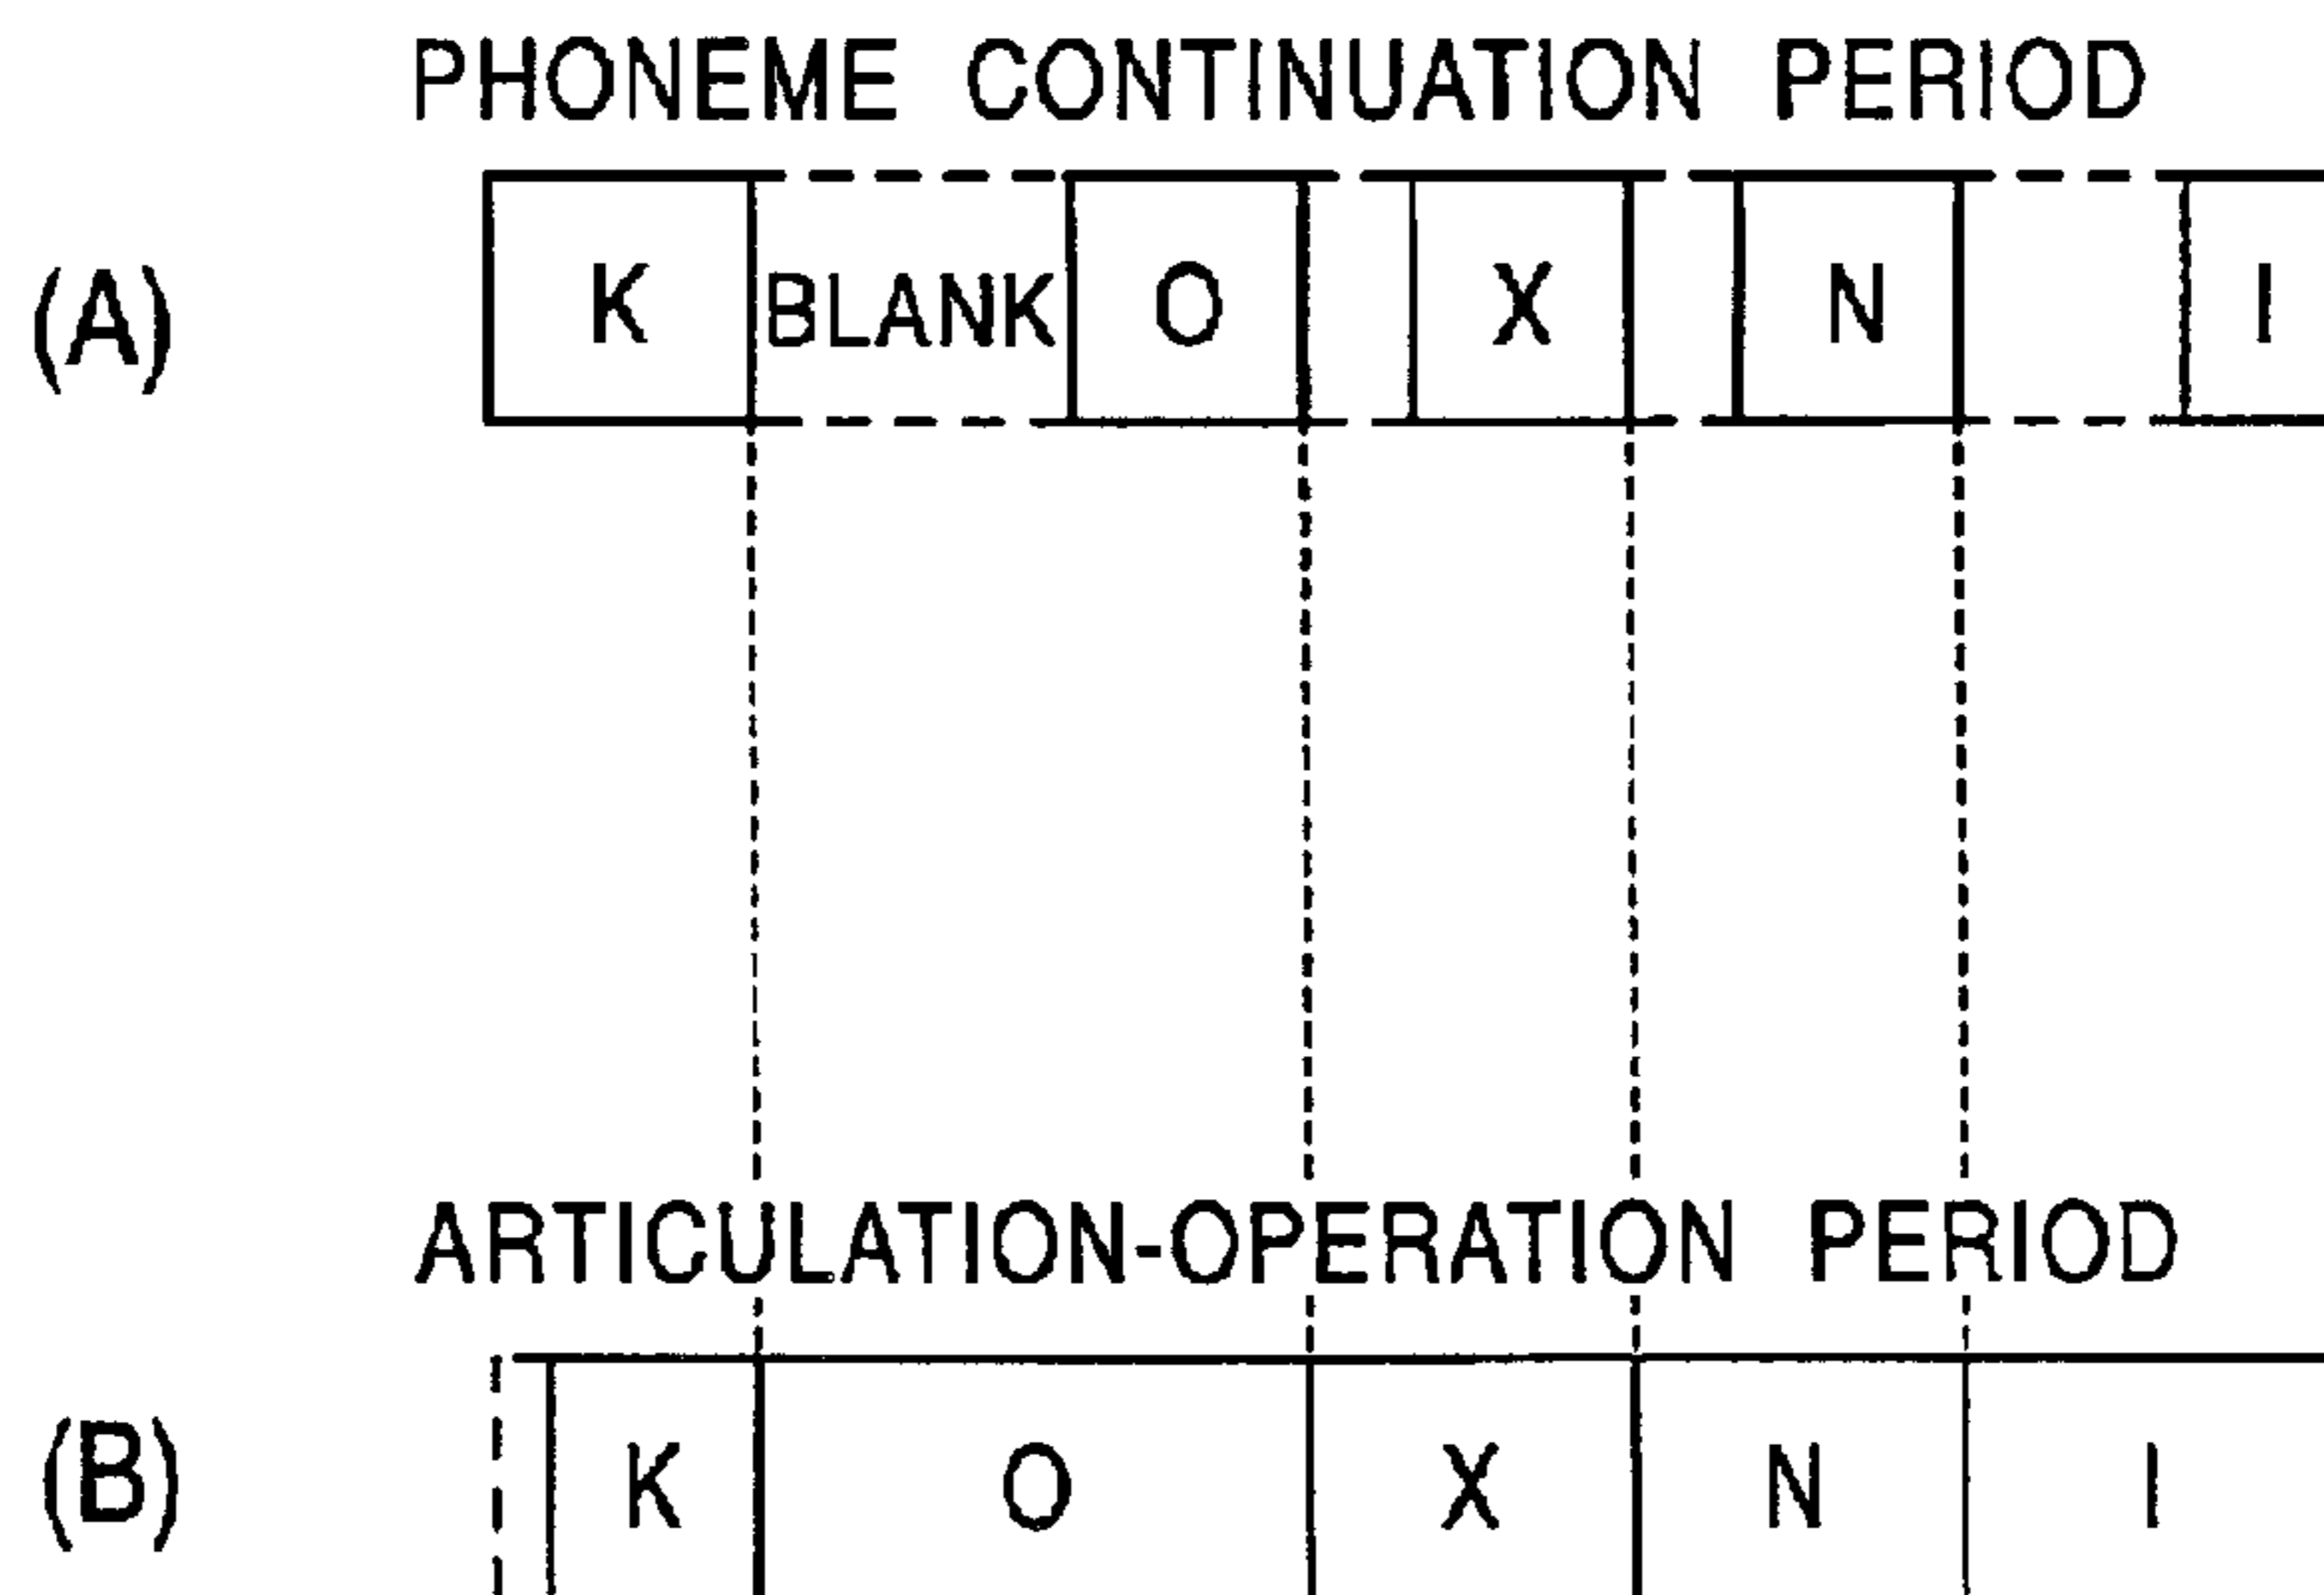 PHONEME CONTINUATION PERIOD
(A) K BLANK O X N I
ARTICULATION-OPERATION PERIOD
(B) K O X N I